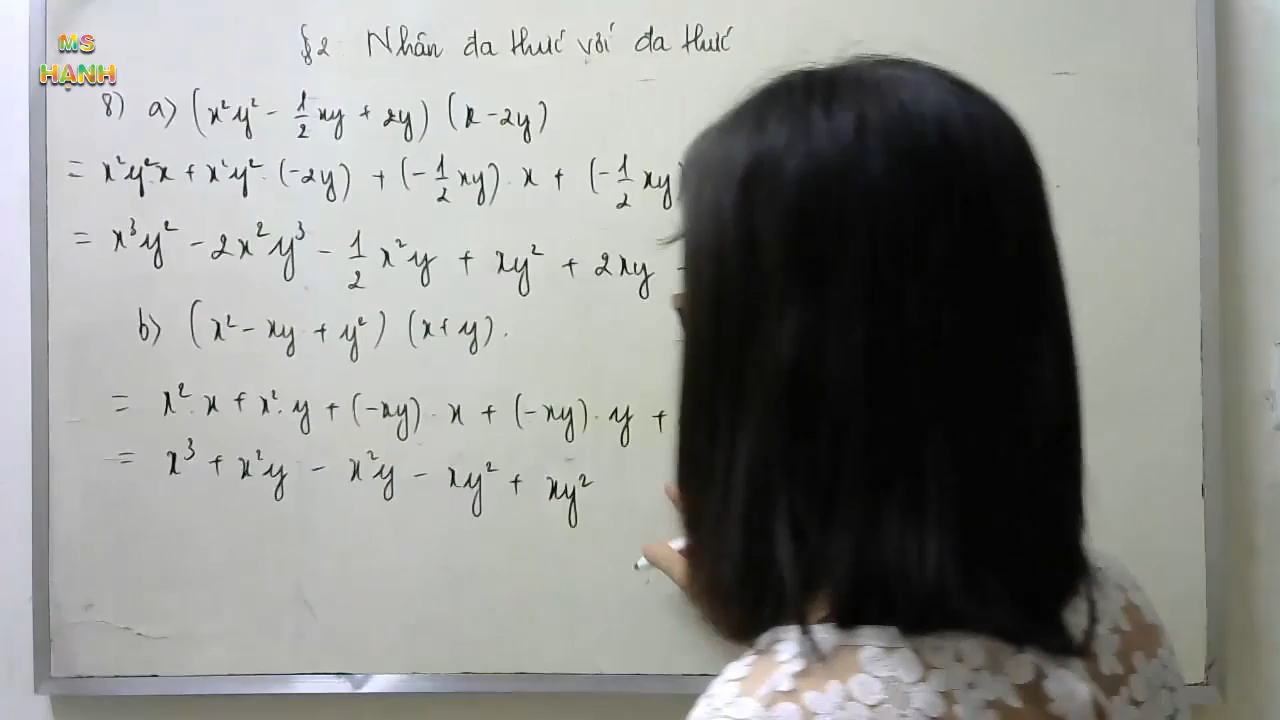 MS
HẠNH
§2. Nhân đa thức với đa thức
8) a) (x²y² - 1/2 xy + 2y) (x - 2y)
= x²y²x + x²y² · (-2y) + (-1/2 xy) · x + (-1/2 xy)
= x³y² - 2x²y³ - 1/2 x²y + xy² + 2xy -
b) (x² - xy + y²) (x + y).
= x² · x + x² · y + (-xy) · x + (-xy) · y +
= x³ + x²y - x²y - xy² + xy²